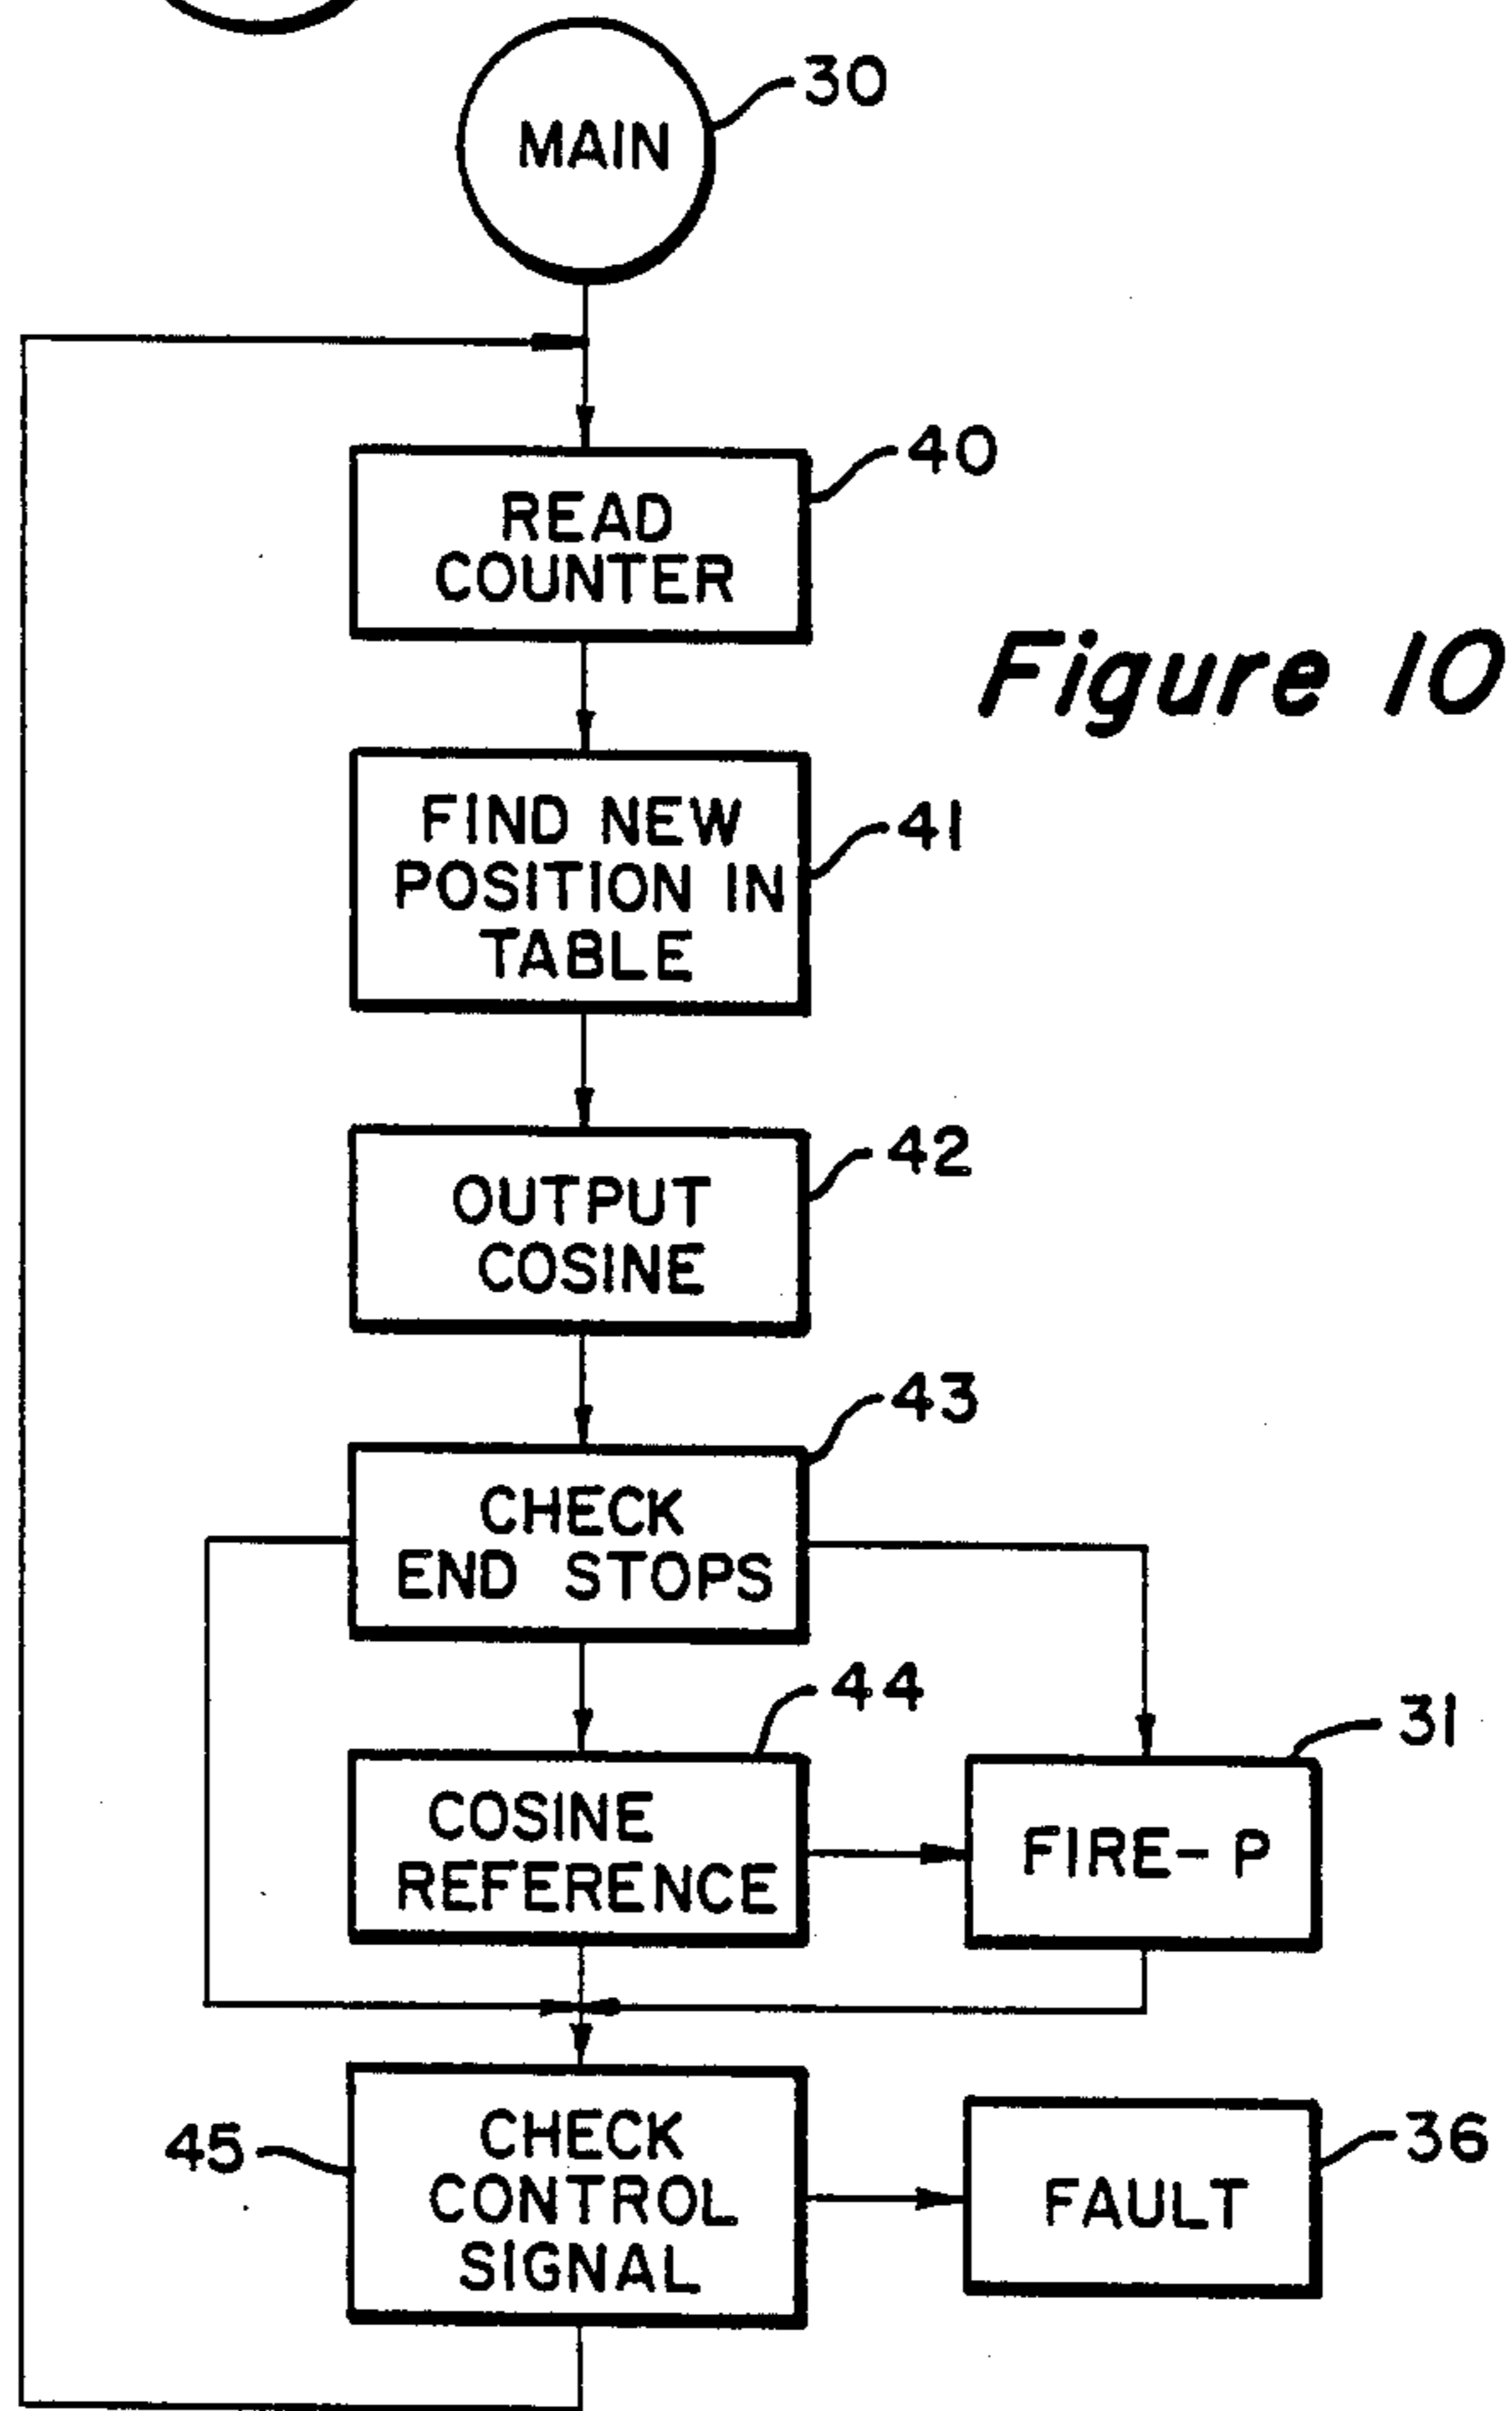 MAIN
30
READ
COUNTER
40
Figure 10
FIND NEW
POSITION IN
TABLE
41
OUTPUT
COSINE
42
CHECK
END STOPS
43
COSINE
REFERENCE
44
FIRE-P
31
CHECK
CONTROL
SIGNAL
45
FAULT
36